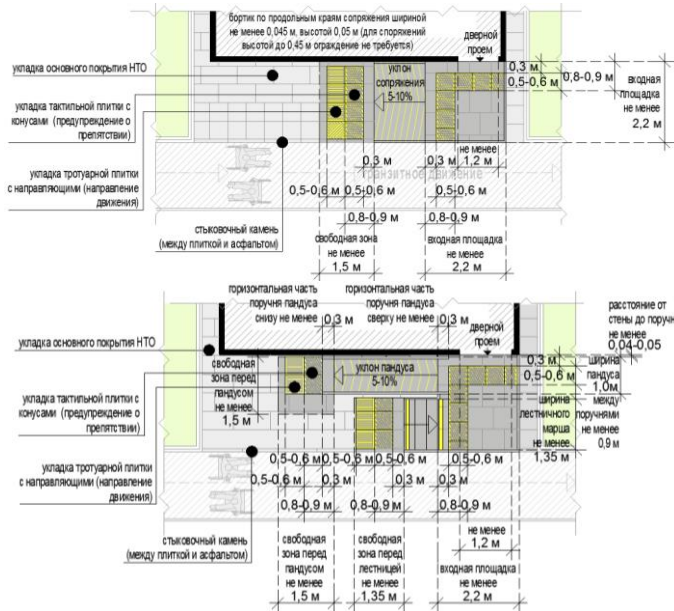 бортик по продольным краям сопряжения шириной
не менее 0,045 м, высотой 0,05 м (для спояжений
высотой до 0,45 м ограждение не требуется)
дверной
проем
укладка основного покрытия НТО
уклон
сопряжения
5-10%
0,3 м
0,5-0,6 м
0,8-0,9 м
входная
площадка
не менее
2,2 м
укладка тактильной плитки с
конусами (предупреждение о
препятствии)
не менее
0,3 м
0,3 м
1,2 м
укладка тротуарной плитки
с направляющими (направление
движения)
транзитное движение
0,5-0,6 м
0,5-0,6 м
0,5-0,6 м
0,8-0,9 м
0,8-0,9 м
стыковочный камень
(между плиткой и асфальтом)
свободная зона
не менее
1,5 м
входная площадка
не менее
2,2 м
горизонтальная часть
поручня пандуса
снизу не менее
0,3 м
горизонтальная часть
поручня пандуса
сверху не менее
0,3 м
расстояние от
стены до поручня
не менее
0,04-0,05
дверной
проем
укладка основного покрытия НТО
свободная
зона перед
пандусом
не менее
1,5 м
уклон пандуса
5-10%
0,3 м
0,5-0,6 м
ширина
пандуса
1,0м
между
поручнями
не менее
0,9 м
ширина
лестничного
марша
не менее
1,35 м
укладка тактильной плитки с
конусами (предупреждение о
препятствии)
укладка тротуарной плитки
с направляющими (направление
движения)
0,5-0,6 м
0,5-0,6 м
0,5-0,6 м
0,5-0,6 м
0,3 м
0,3 м
0,3 м
0,8-0,9 м
0,8-0,9 м
0,8-0,9 м
стыковочный камень
(между плиткой и асфальтом)
не менее
1,2 м
свободная
зона перед
пандусом
не менее
1,5 м
свободная
зона перед
лестницей
не менее
1,35 м
входная площадка
не менее
2,2 м